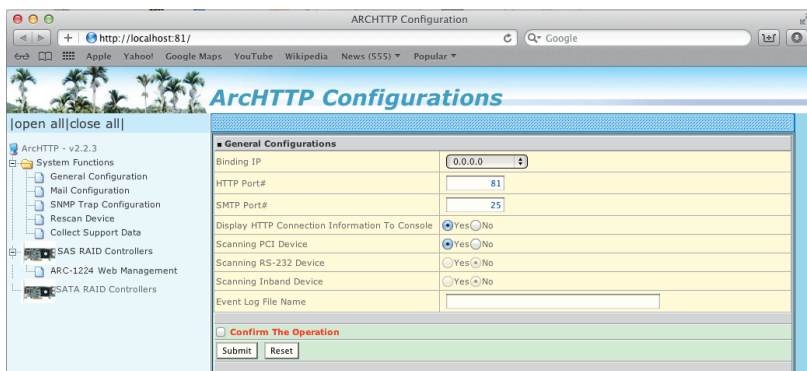 ARCHTTP Configuration
http://localhost:81/
Google
Apple Yahoo! Google Maps YouTube Wikipedia News (555) Popular
ArcHTTP Configurations
|open all|close all|
ArcHTTP - v2.2.3
System Functions
General Configuration
Mail Configuration
SNMP Trap Configuration
Rescan Device
Collect Support Data
SAS RAID Controllers
ARC-1224 Web Management
SATA RAID Controllers
General Configurations
Binding IP 0.0.0.0
HTTP Port# 81
SMTP Port# 25
Display HTTP Connection Information To Console Yes No
Scanning PCI Device Yes No
Scanning RS-232 Device Yes No
Scanning Inband Device Yes No
Event Log File Name
Confirm The Operation
Submit Reset